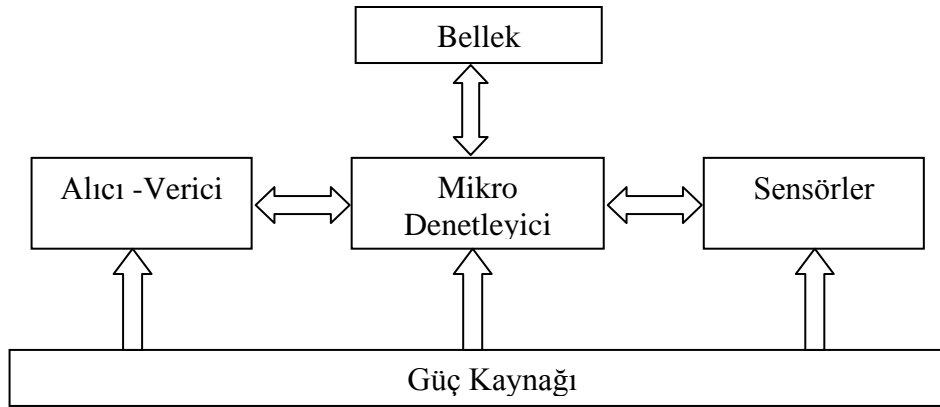 Bellek
Alıcı -Verici
Mikro
Denetleyici
Sensörler
Güç Kaynağı